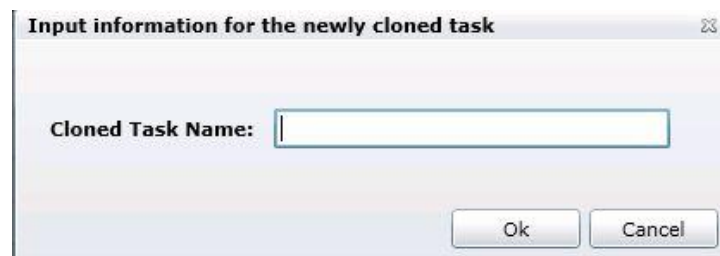 Input information for the newly cloned task
Cloned Task Name:
Ok Cancel